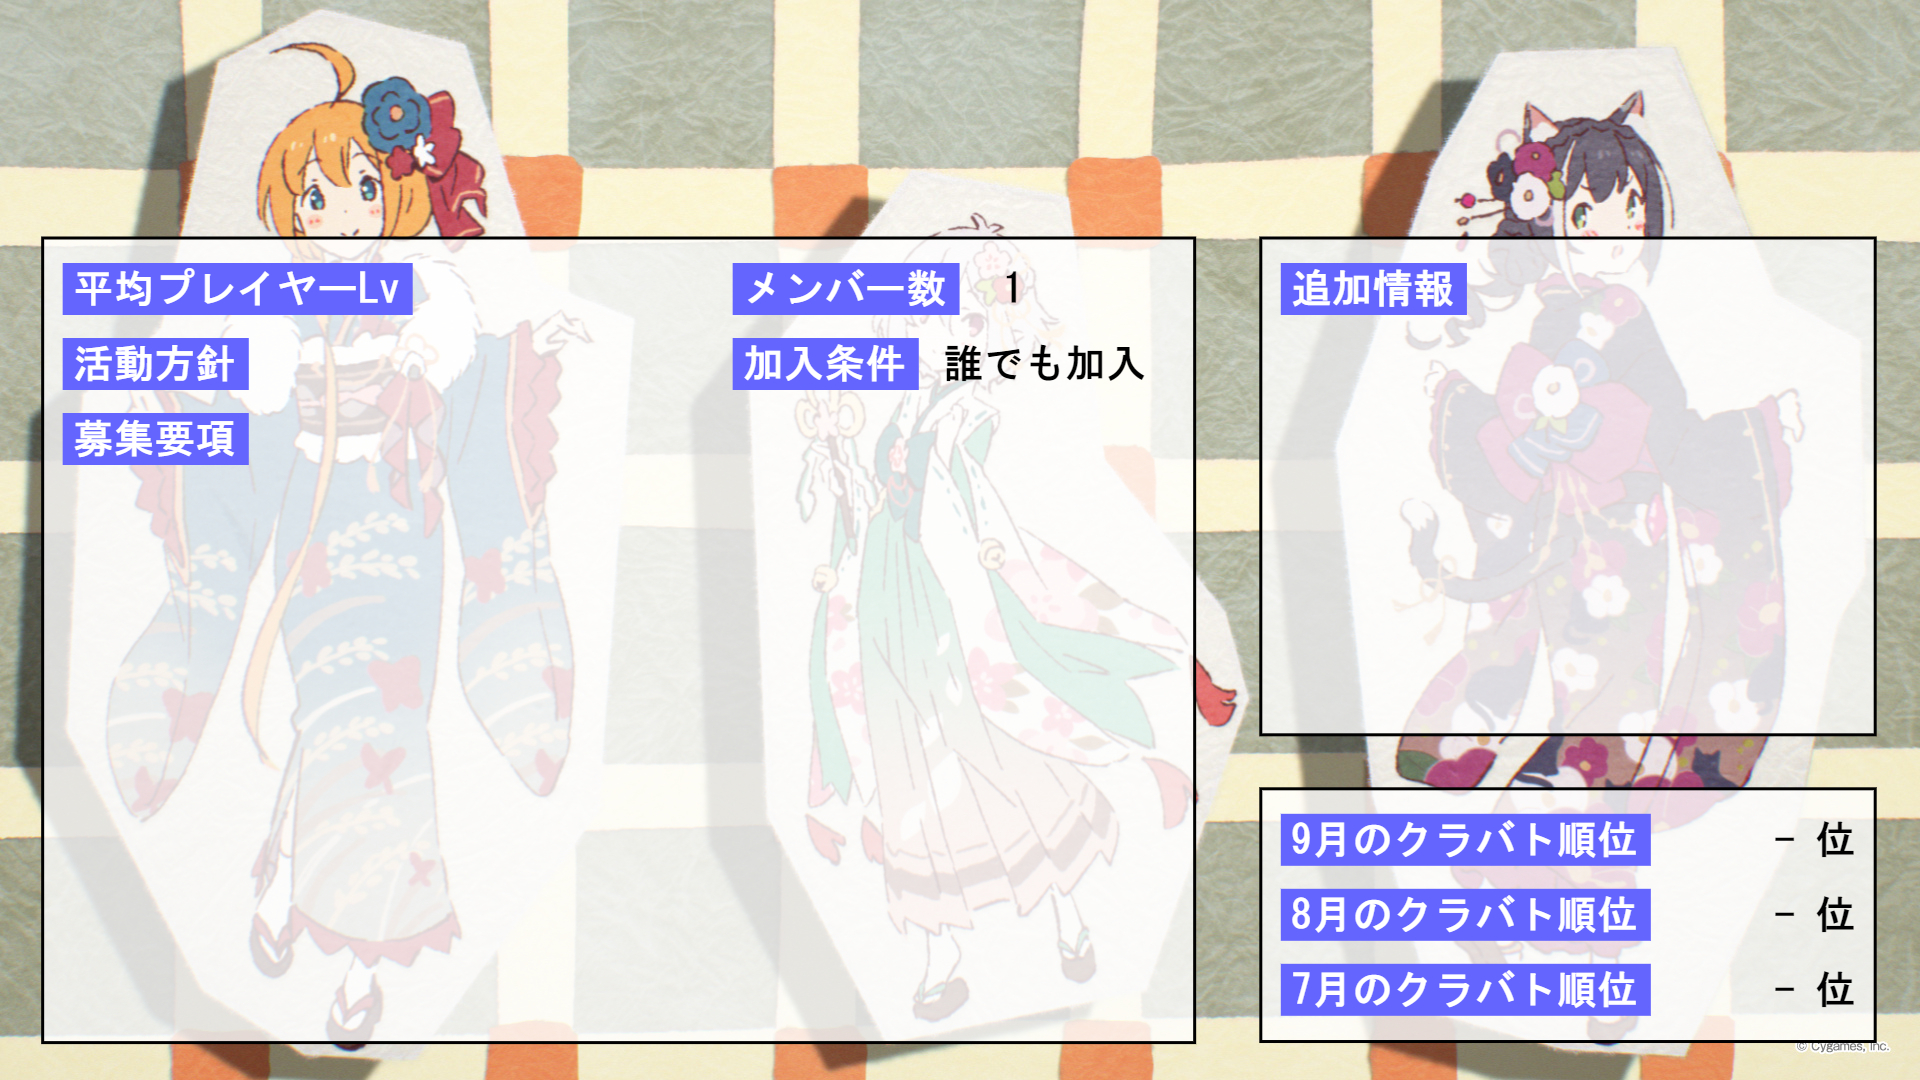 平均プレイヤーLv
メンバー数 1
活動方針
加入条件 誰でも加入
募集要項
追加情報
9月のクラバト順位 - 位
8月のクラバト順位 - 位
7月のクラバト順位 - 位
© Cygames, Inc.